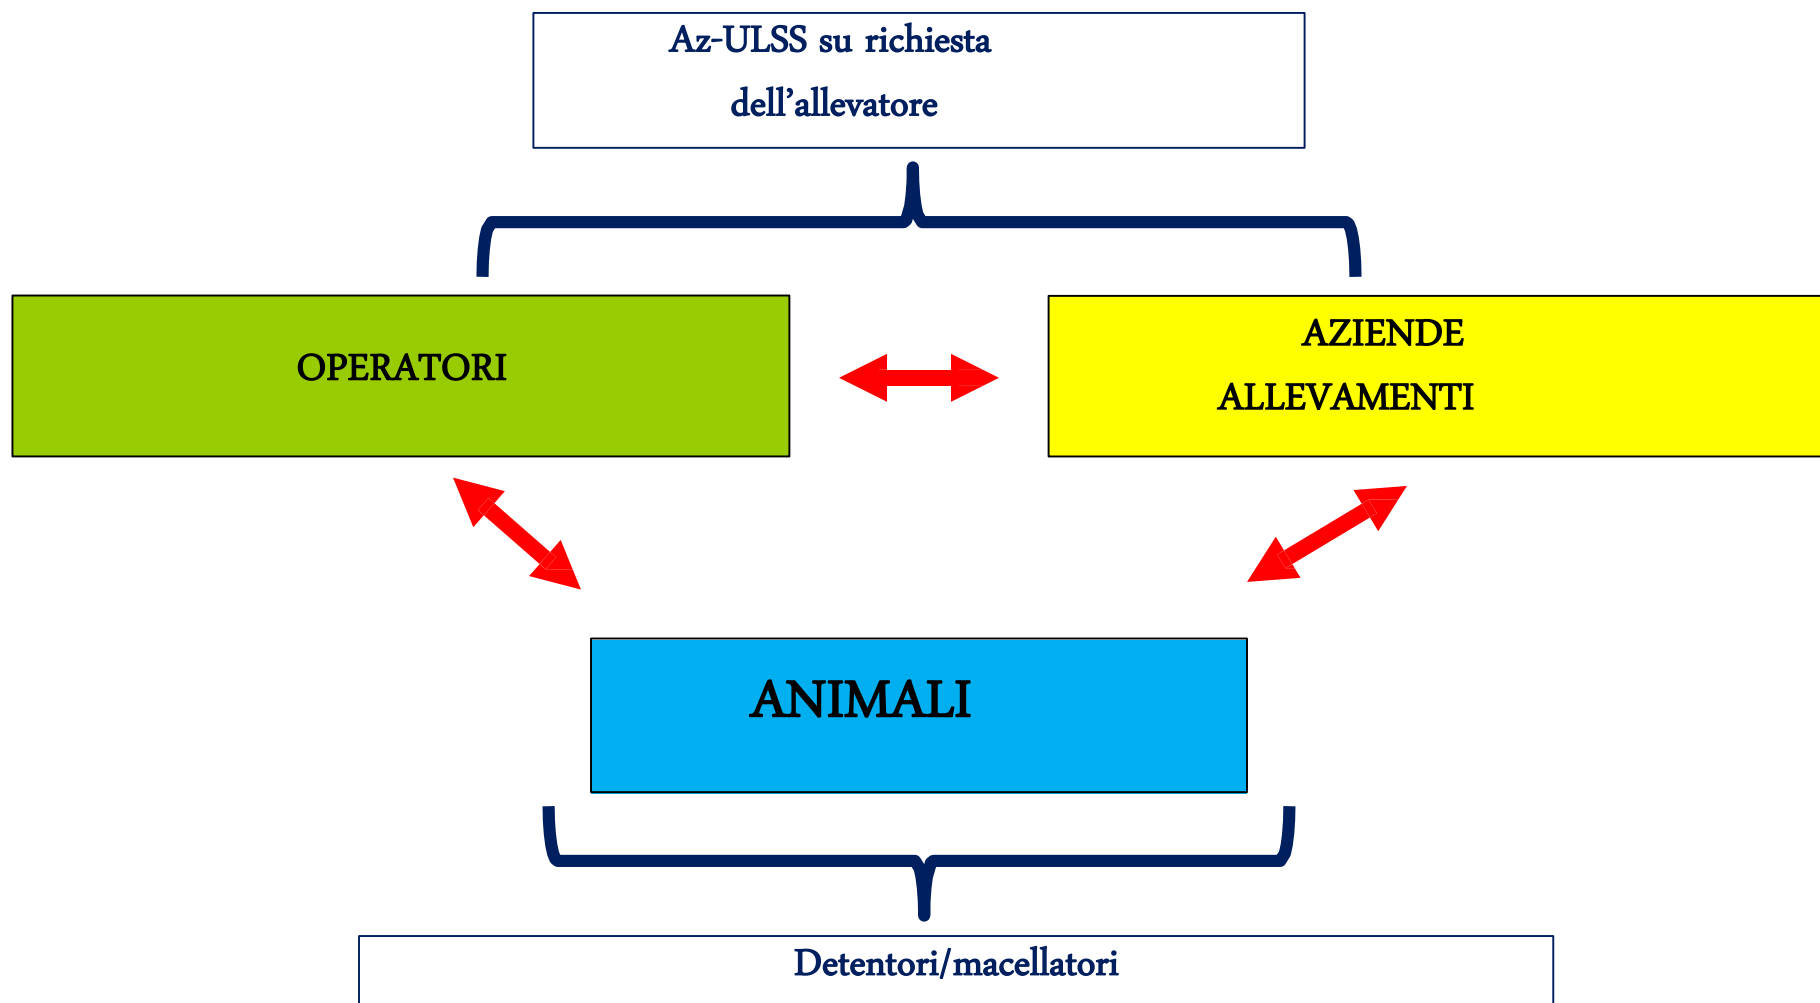 Az-ULSS su richiesta
dell’allevatore
OPERATORI
AZIENDE
ALLEVAMENTI
ANIMALI
Detentori/macellatori